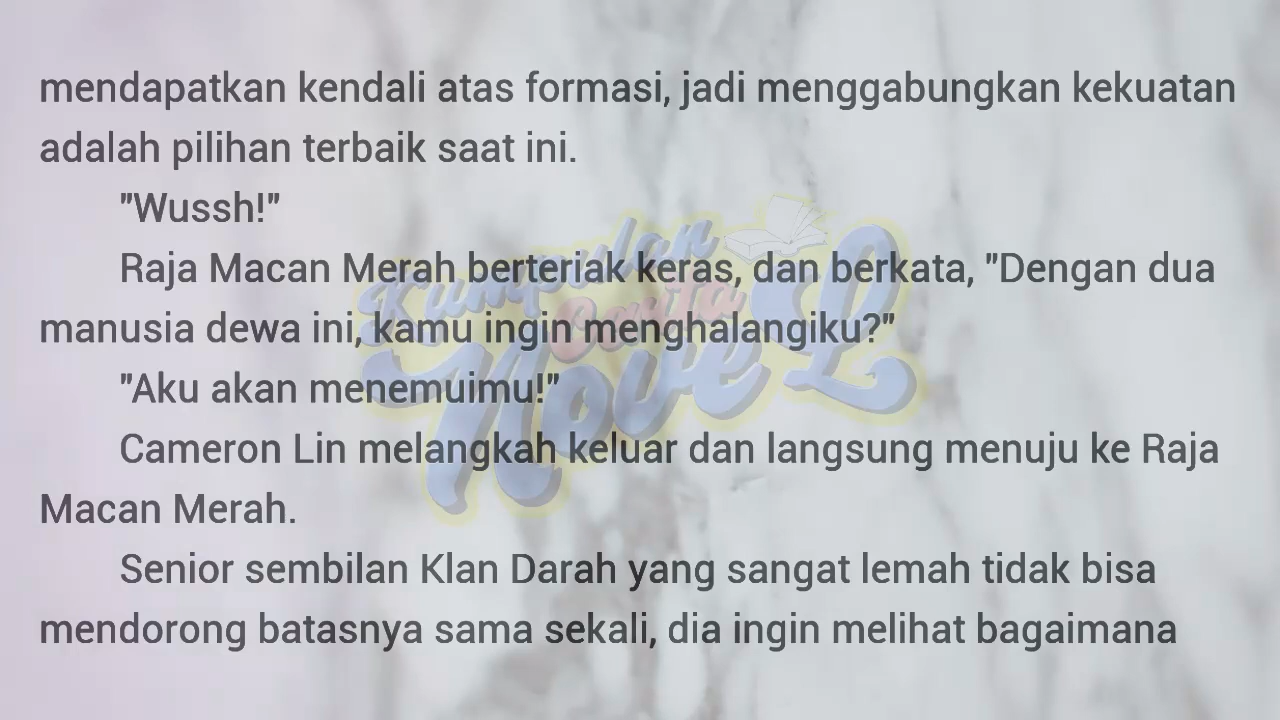 mendapatkan kendali atas formasi, jadi menggabungkan kekuatan
adalah pilihan terbaik saat ini.
"Wussh!"
Raja Macan Merah berteriak keras, dan berkata, "Dengan dua
manusia dewa ini, kamu ingin menghalangiku?"
"Aku akan menemuimu!"
Cameron Lin melangkah keluar dan langsung menuju ke Raja
Macan Merah.
Senior sembilan Klan Darah yang sangat lemah tidak bisa
mendorong batasnya sama sekali, dia ingin melihat bagaimana
Kumpulan
Cerita
NoveL